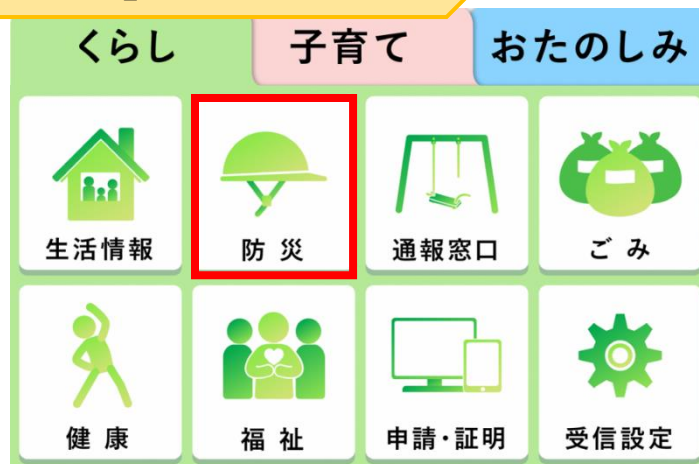 くらし 子育て おたのしみ
生活情報 防災 通報窓口 ごみ
健康 福祉 申請・証明 受信設定